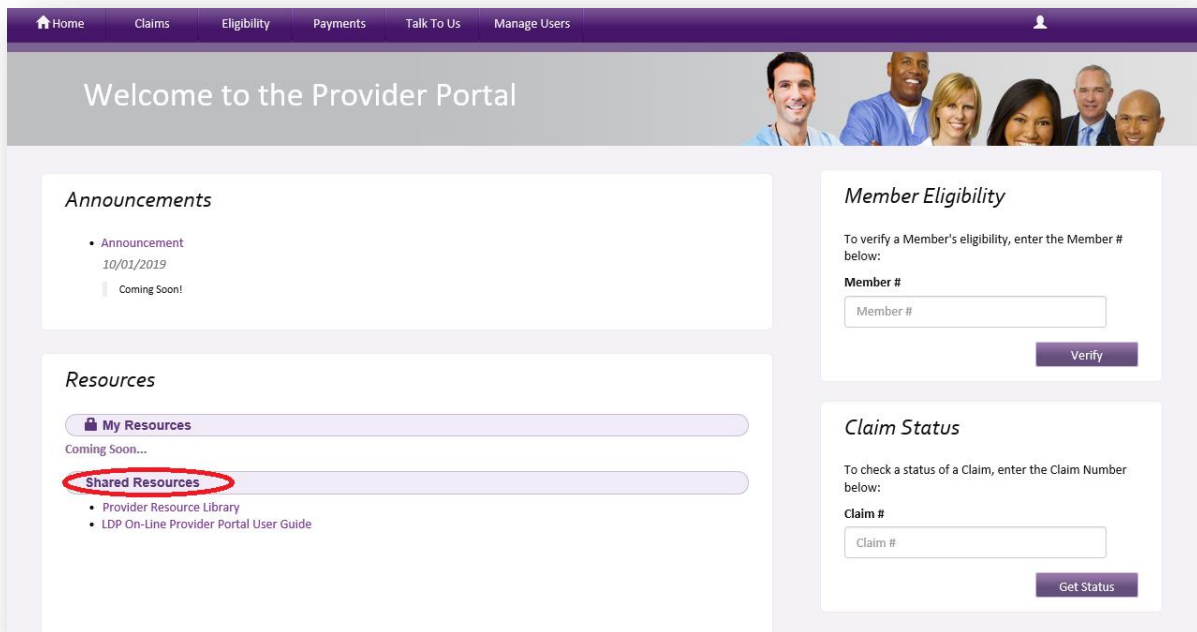 Home Claims Eligibility Payments Talk To Us Manage Users
Welcome to the Provider Portal
Announcements
Announcement
10/01/2019
Coming Soon!
Resources
My Resources
Coming Soon...
Shared Resources
Provider Resource Library
LDP On-Line Provider Portal User Guide
Member Eligibility
To verify a Member's eligibility, enter the Member #
below:
Member #
Member #
Verify
Claim Status
To check a status of a Claim, enter the Claim Number
below:
Claim #
Claim #
Get Status